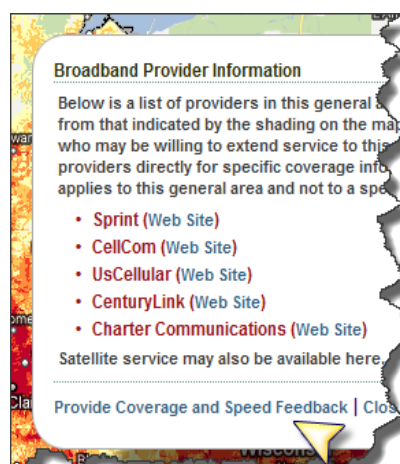 Broadband Provider Information
Below is a list of providers in this general
from that indicated by the shading on the map
who may be willing to extend service to this
providers directly for specific coverage
applies to this general area and not to a
• Sprint (Web Site)
• CellCom (Web Site)
• UsCellular (Web Site)
• CenturyLink (Web Site)
• Charter Communications (Web Site)
Satellite service may also be available here.
Provide Coverage and Speed Feedback |